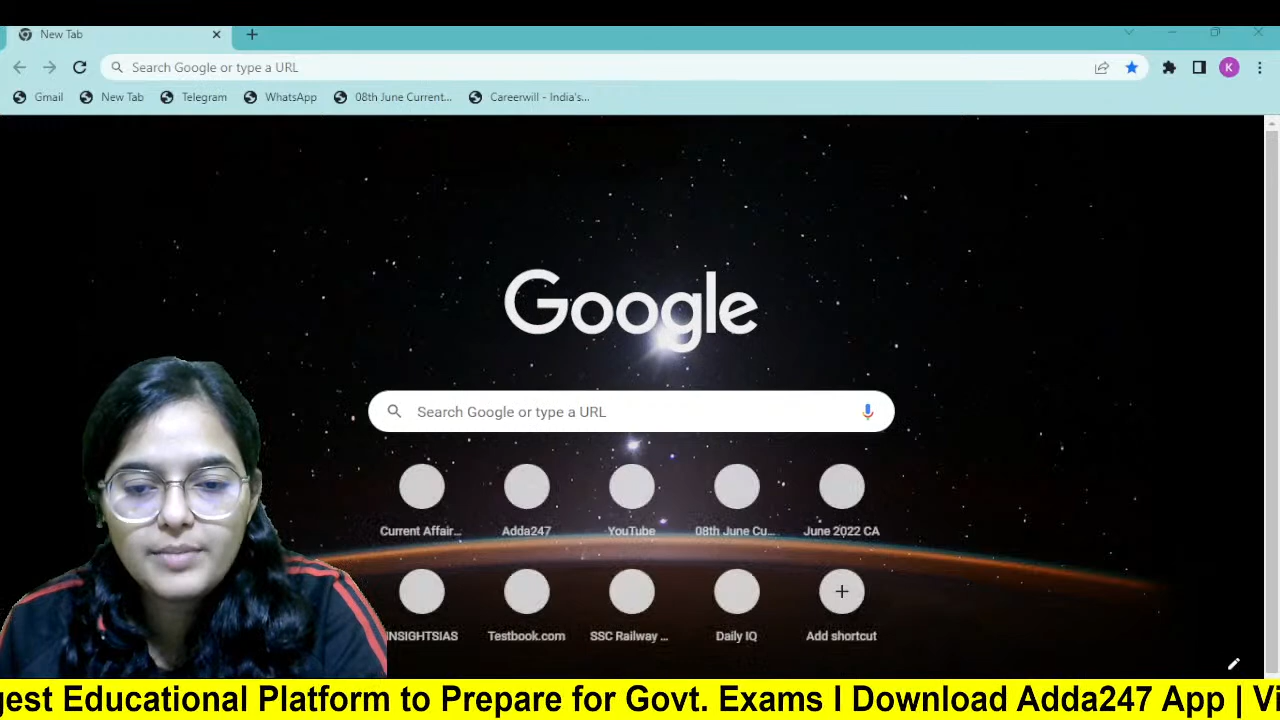 New Tab
Search Google or type a URL
Gmail New Tab Telegram WhatsApp 08th June Current... Careerwill - India's...
K
Google
Search Google or type a URL
Current Affair... Adda247 YouTube 08th June Cu... June 2022 CA
INSIGHTSIAS Testbook.com SSC Railway ... Daily IQ Add shortcut
gest Educational Platform to Prepare for Govt. Exams I Download Adda247 App | Vi